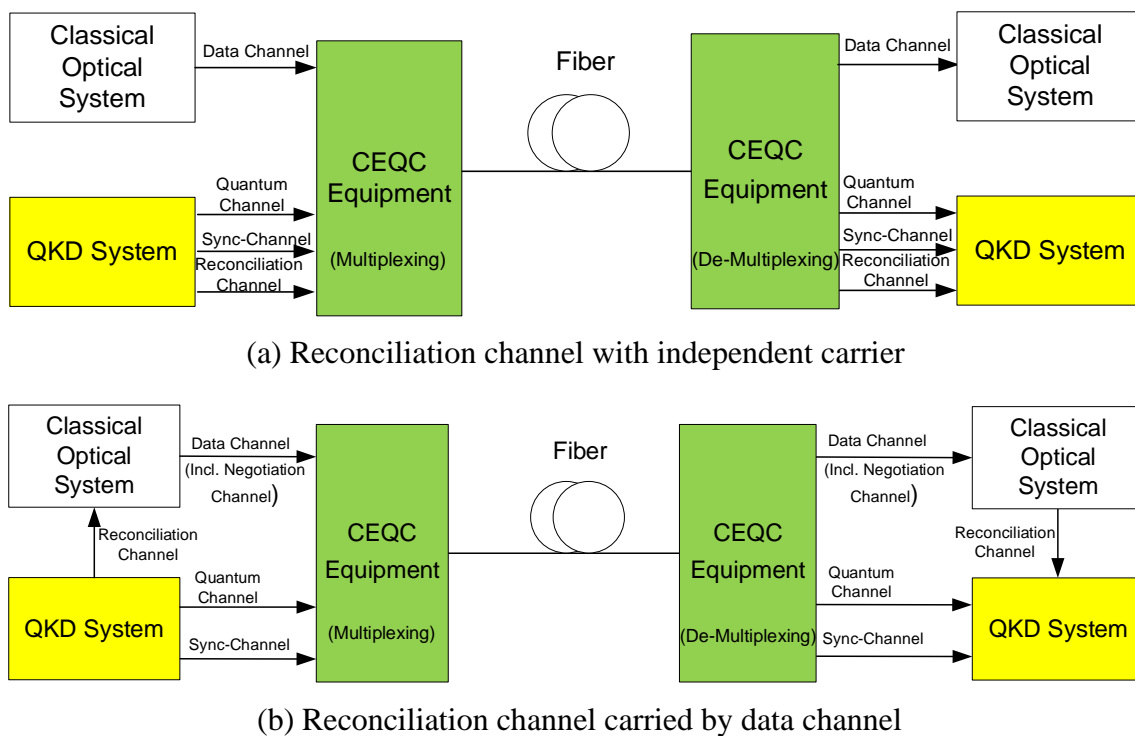 Classical
Optical
System
Data Channel
Fiber
Data Channel
Classical
Optical
System
CEQC
Equipment
(Multiplexing)
CEQC
Equipment
(De-Multiplexing)
QKD System
Quantum
Channel
Sync-Channel
Reconciliation
Channel
Quantum
Channel
Sync-Channel
Reconciliation
Channel
QKD System
(a) Reconciliation channel with independent carrier
Classical
Optical
System
Data Channel
(Incl. Negotiation
Channel)
Fiber
Data Channel
(Incl. Negotiation
Channel)
Classical
Optical
System
Reconciliation
Channel
CEQC
Equipment
(Multiplexing)
CEQC
Equipment
(De-Multiplexing)
Reconciliation
Channel
QKD System
Quantum
Channel
Sync-Channel
Quantum
Channel
Sync-Channel
QKD System
(b) Reconciliation channel carried by data channel